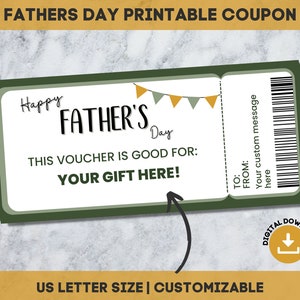 FATHERS DAY PRINTABLE COUPON
Happy
FATHER'S
Day
THIS VOUCHER IS GOOD FOR:
YOUR GIFT HERE!
TO:
FROM:
Your custom message
here
DIGITAL
US LETTER SIZE | CUSTOMIZABLE